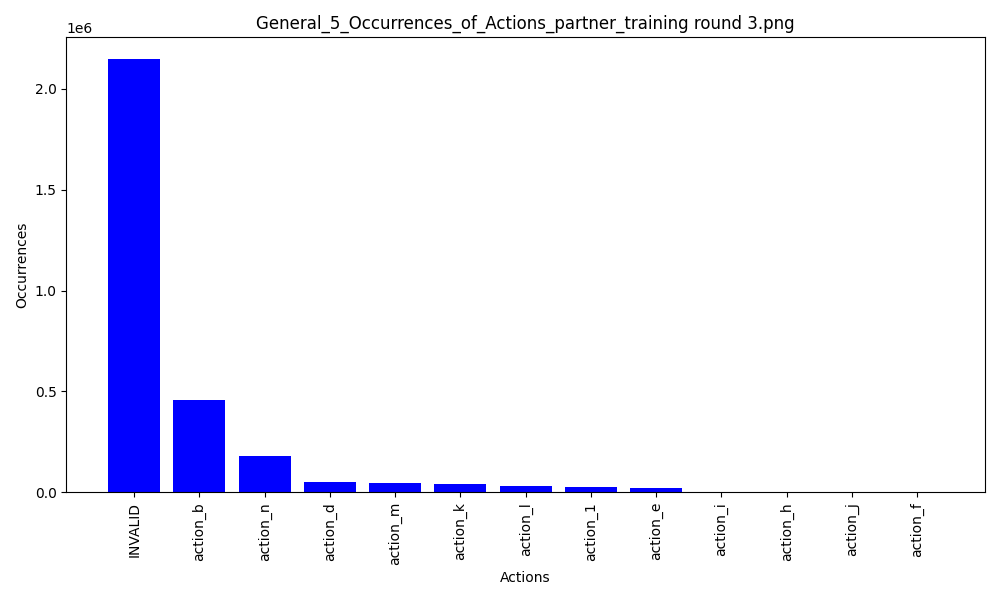 General_5_Occurrences_of_Actions_partner_training round 3.png
1e6
2.0
1.5
1.0
0.5
0.0
Occurrences
INVALID
action_b
action_n
action_d
action_m
action_k
action_l
action_1
action_e
action_i
action_h
action_j
action_f
Actions